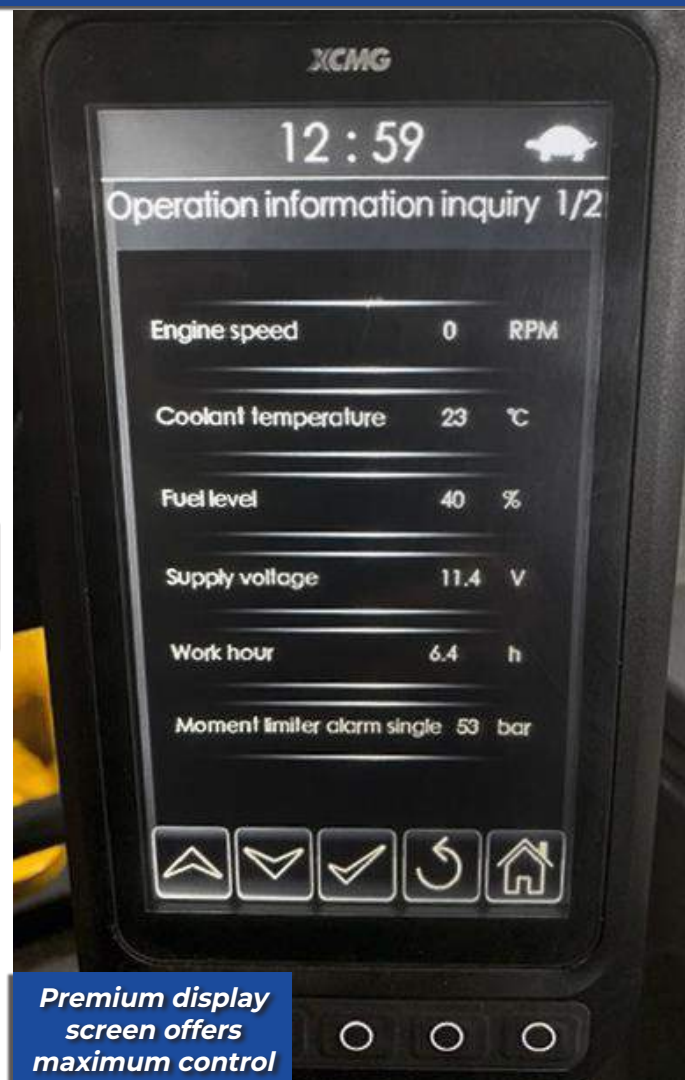 XCMG
12 : 59
Operation information inquiry 1/2
Engine speed 0 RPM
Coolant temperature 23 ℃
Fuel level 40 %
Supply voltage 11.4 V
Work hour 6.4 h
Moment limiter alarm single 53 bar
Premium display
screen offers
maximum control